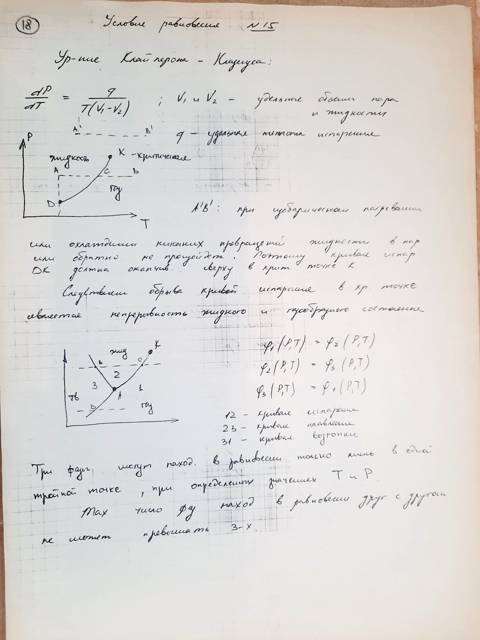 18
Условие равновесия №15
Ур-ние Клайперона - Клаузиуса:
dP/dT = q/T(V₁-V₂) ; V₁ и V₂ - удельные объемы пара
и жидкости
A' B' q - удельная теплота испарения
P
жидкость K - критическая
A C B
газ
D
T
A'B': при изобарическом нагревании
или охлаждении никаких превращений жидкости в пар
или обратно не произойдет. Поэтому кривая испар
DK должна оканчив сверху в крит точке K
Следствием обрыва кривой испарения в кр точке
является непрерывность жидкого и газообразного состояние
жид K
2
3 1
тв A
D газ
φ₁(P,T) = φ₂(P,T)
φ₂(P,T) = φ₃(P,T)
φ₃(P,T) = φ₁(P,T)
12 - кривая испарения
23 - кривая плавления
31 - кривая возгонки
Три фазы могут наход. в равновесии только лишь в одной
тройной точке, при определенных значениях T и P.
Max число фаз наход в равновесии друг с другом
не может превышать 3-х